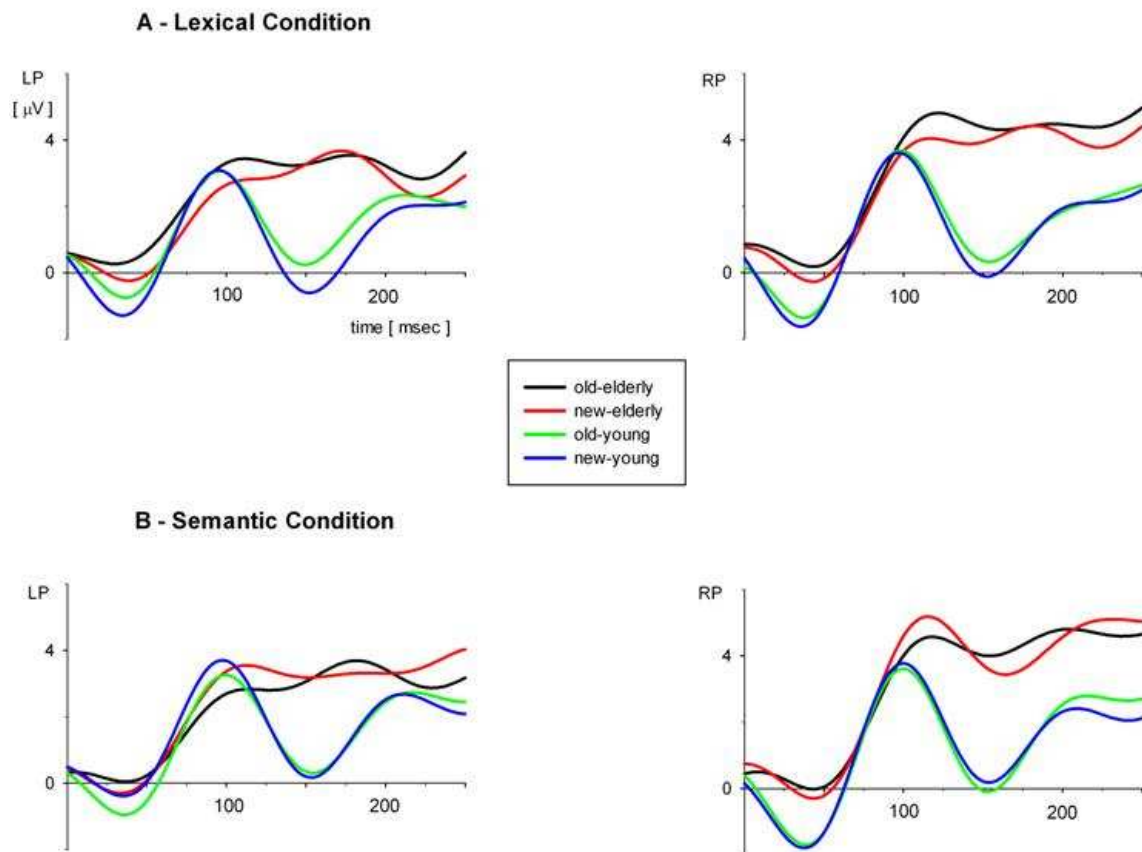 A - Lexical Condition
LP
[ μV ]
4
0
100
200
time [ msec ]
RP
4
0
100
200
old-elderly
new-elderly
old-young
new-young
B - Semantic Condition
LP
4
0
100
200
RP
4
0
100
200